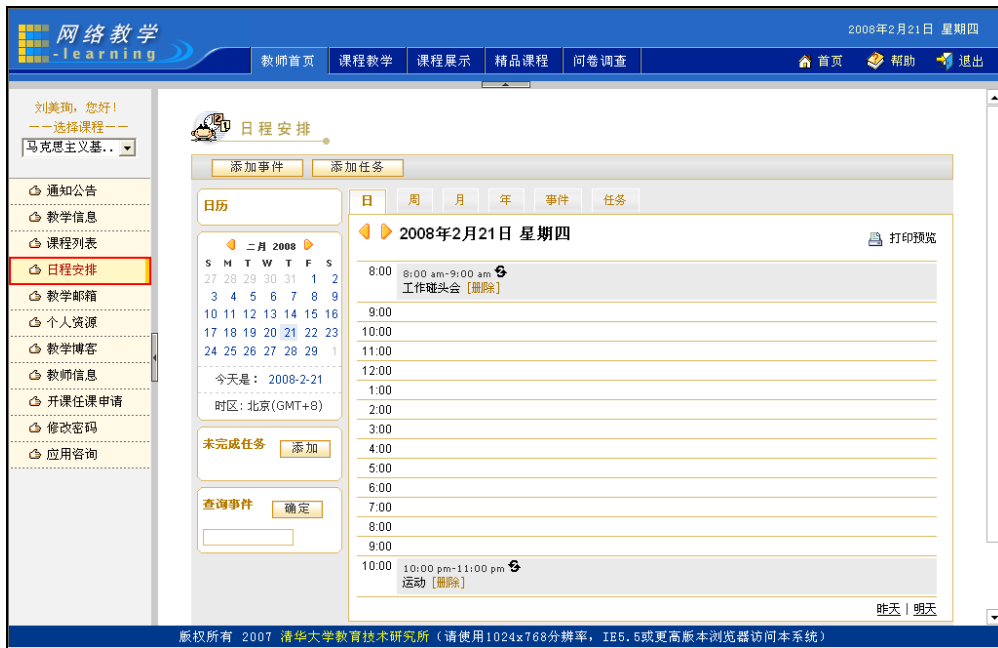 网络教学
-learning
2008年2月21日 星期四
教师首页 课程教学 课程展示 精品课程 问卷调查
首页 帮助 退出
刘美珣，您好！
——选择课程——
马克思主义基..
通知公告
教学信息
课程列表
日程安排
教学邮箱
个人资源
教学博客
教师信息
开课任课申请
修改密码
应用咨询
日程安排
添加事件 添加任务
日历
二月 2008
S M T W T F S
27 28 29 30 31 1 2
3 4 5 6 7 8 9
10 11 12 13 14 15 16
17 18 19 20 21 22 23
24 25 26 27 28 29 1
今天是： 2008-2-21
时区：北京(GMT+8)
未完成任务 添加
查询事件 确定
日 周 月 年 事件 任务
2008年2月21日 星期四
打印预览
8:00 8:00 am-9:00 am
工作碰头会 [删除]
9:00
10:00
11:00
12:00
1:00
2:00
3:00
4:00
5:00
6:00
7:00
8:00
9:00
10:00 10:00 pm-11:00 pm
运动 [删除]
昨天 | 明天
版权所有 2007 清华大学教育技术研究所（请使用1024x768分辨率，IE5.5或更高版本浏览器访问本系统）